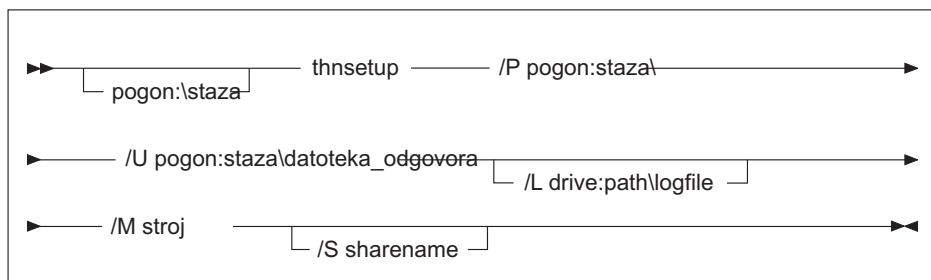 thnsetup /P pogon:staza\
pogon:\staza
/U pogon:staza\datoteka_odgovora
/L drive:path\logfile
/M stroj
/S sharename